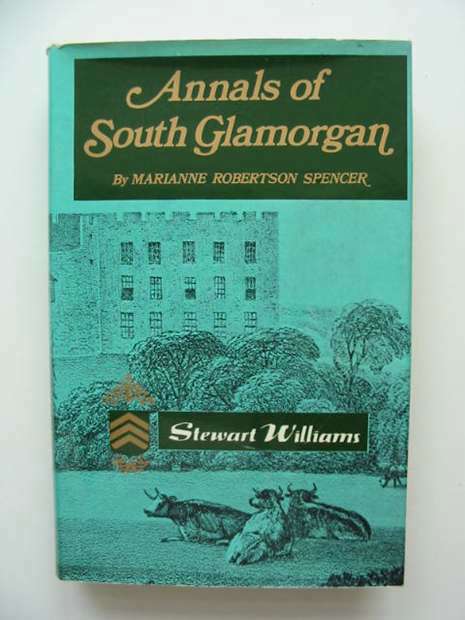 Annals of
South Glamorgan
By MARIANNE ROBERTSON SPENCER
Stewart Williams